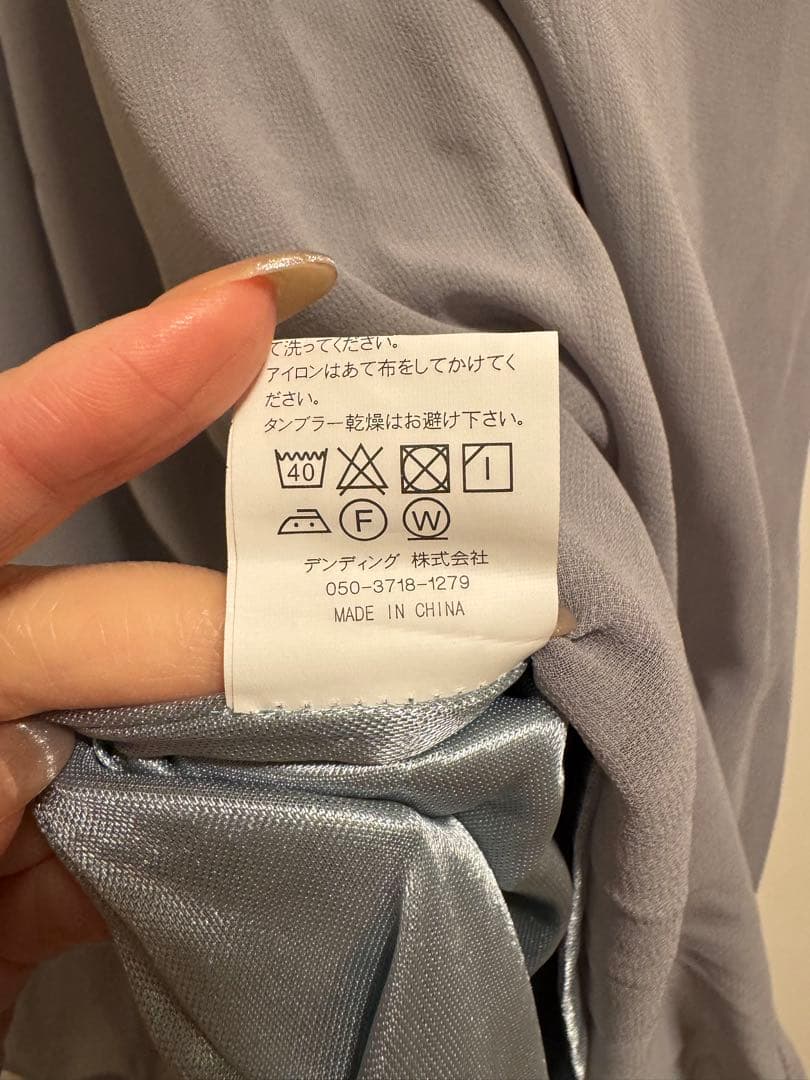 て洗ってください。
アイロンはあて布をしてかけてく
ださい。
タンブラー乾燥はお避け下さい。
40
F W
デンディング 株式会社
050-3718-1279
MADE IN CHINA